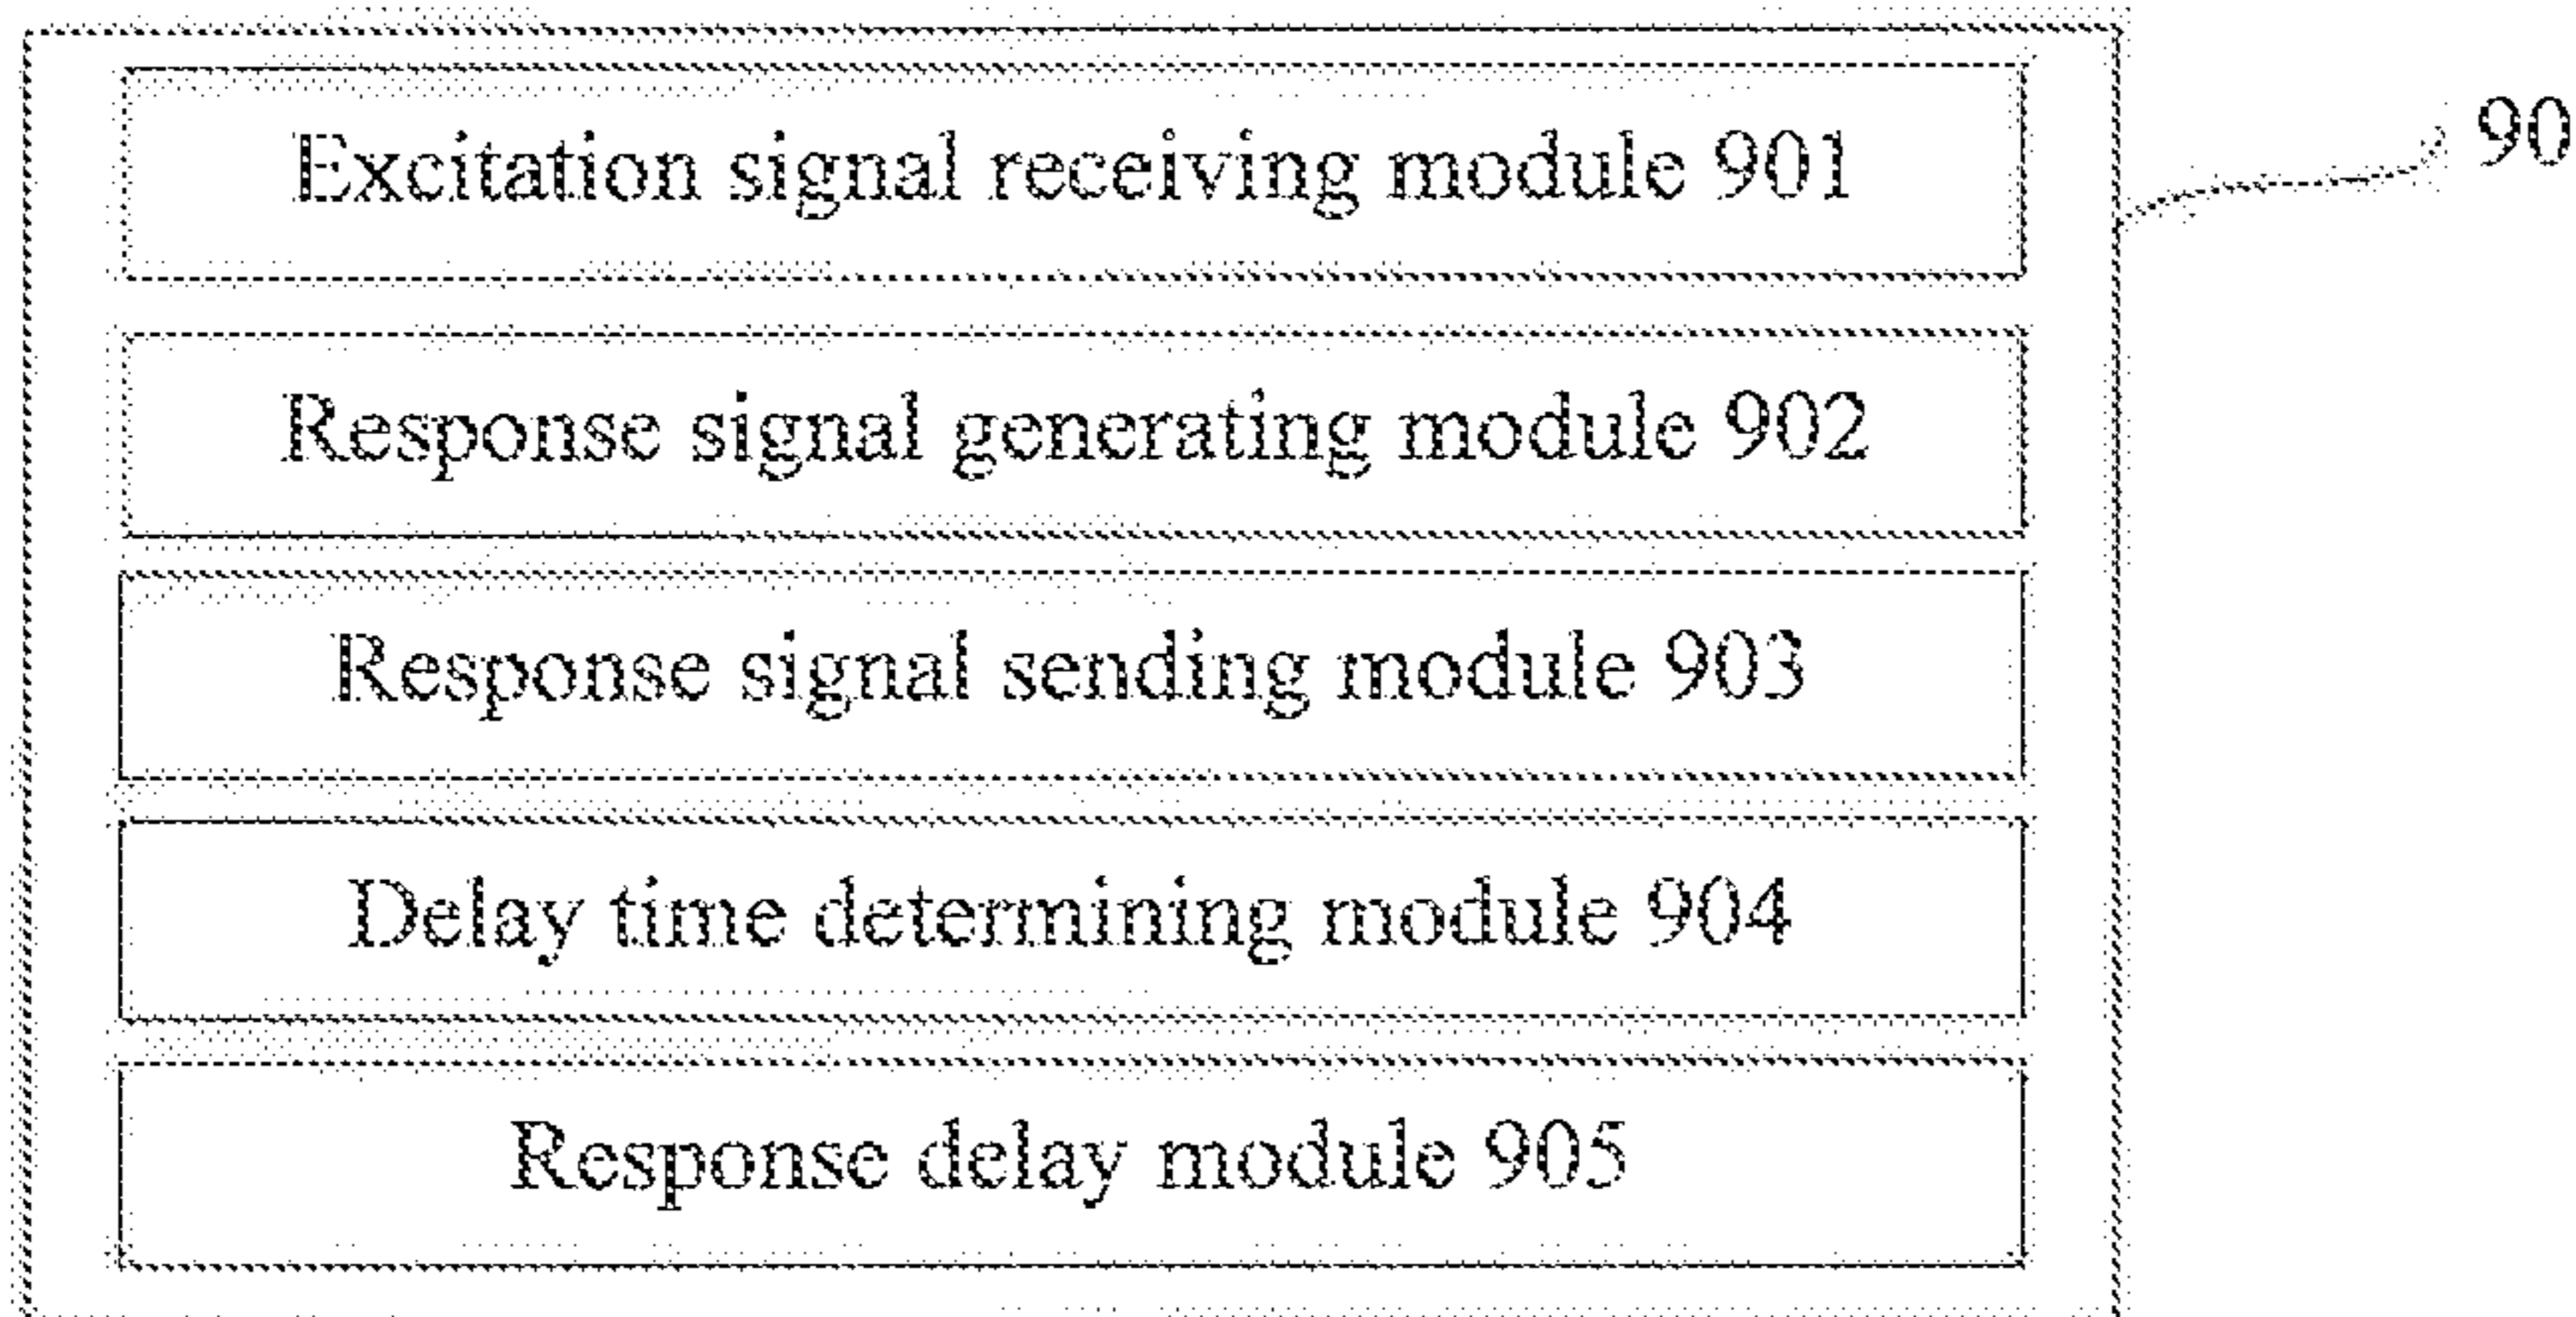 Excitation signal receiving module 901
90
Response signal generating module 902
Response signal sending module 903
Delay time determining module 904
Response delay module 905